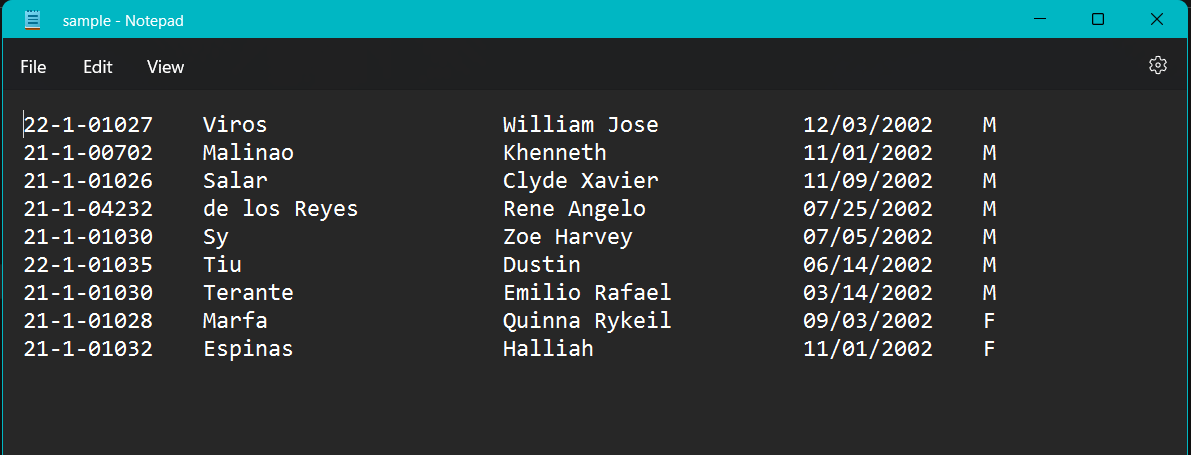 sample - Notepad
File Edit View
22-1-01027 Viros William Jose 12/03/2002 M
21-1-00702 Malinao Khenneth 11/01/2002 M
21-1-01026 Salar Clyde Xavier 11/09/2002 M
21-1-04232 de los Reyes Rene Angelo 07/25/2002 M
21-1-01030 Sy Zoe Harvey 07/05/2002 M
22-1-01035 Tiu Dustin 06/14/2002 M
21-1-01030 Terante Emilio Rafael 03/14/2002 M
21-1-01028 Marfa Quinna Rykeil 09/03/2002 F
21-1-01032 Espinas Halliah 11/01/2002 F